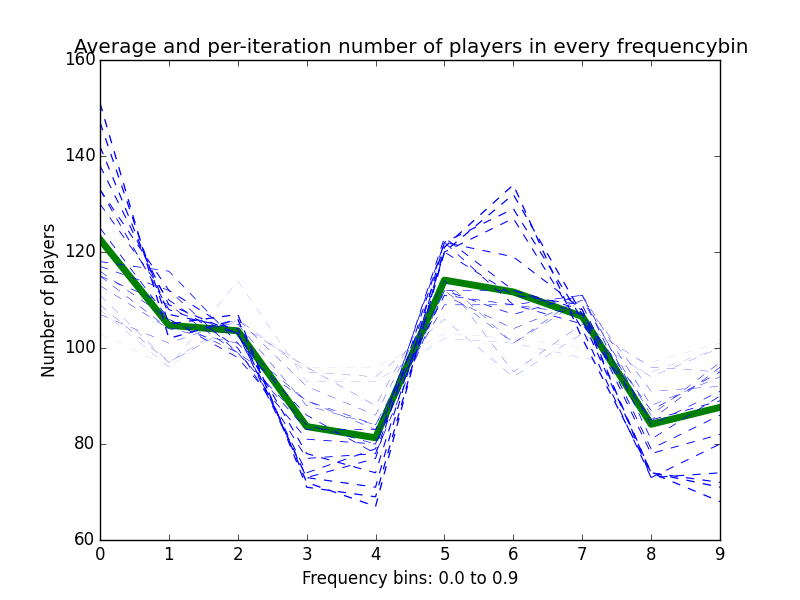 Average and per-iteration number of players in every frequencybin
160
140
120
100
80
60
Number of players
0 1 2 3 4 5 6 7 8 9
Frequency bins: 0.0 to 0.9